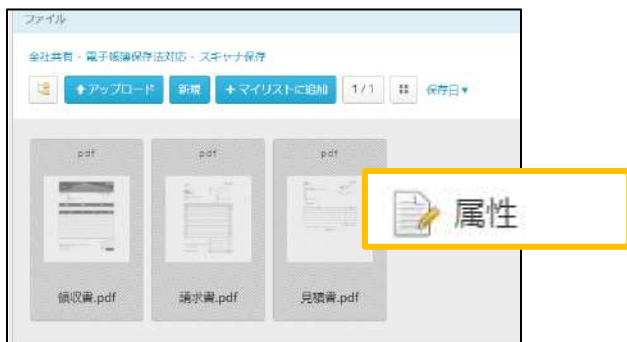 ファイル
全社共有 - 電子帳簿保存法対応 - スキャナ保存
アップロード 新規 +マイリストに追加 1/1 保存日▼
pdf pdf pdf
属性
領収書.pdf 請求書.pdf 見積書.pdf